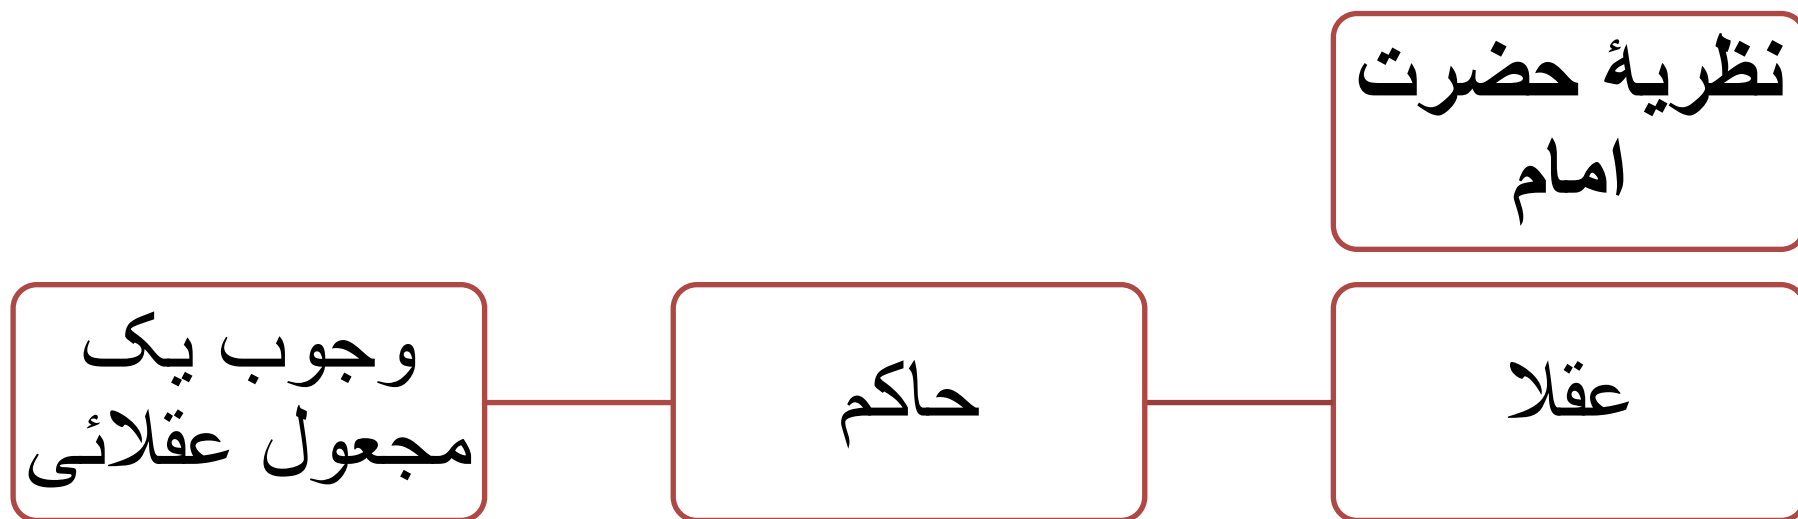 نظریهٔ حضرت
امام
عقلا
حاکم
وجوب یک
مجعول عقلائی